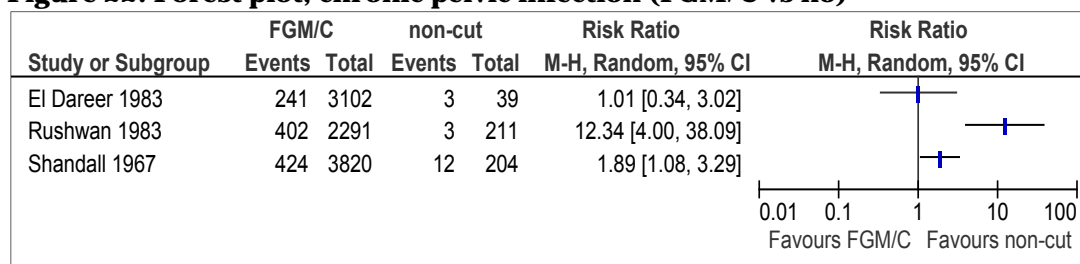 Figure 22: Forest plot, chronic pelvic infection (FGM/C vs no)
FGM/C non-cut Risk Ratio Risk Ratio
Study or Subgroup Events Total Events Total M-H, Random, 95% CI M-H, Random, 95% CI
El Dareer 1983 241 3102 3 39 1.01 [0.34, 3.02]
Rushwan 1983 402 2291 3 211 12.34 [4.00, 38.09]
Shandall 1967 424 3820 12 204 1.89 [1.08, 3.29]
0.01 0.1 1 10 100
Favours FGM/C Favours non-cut